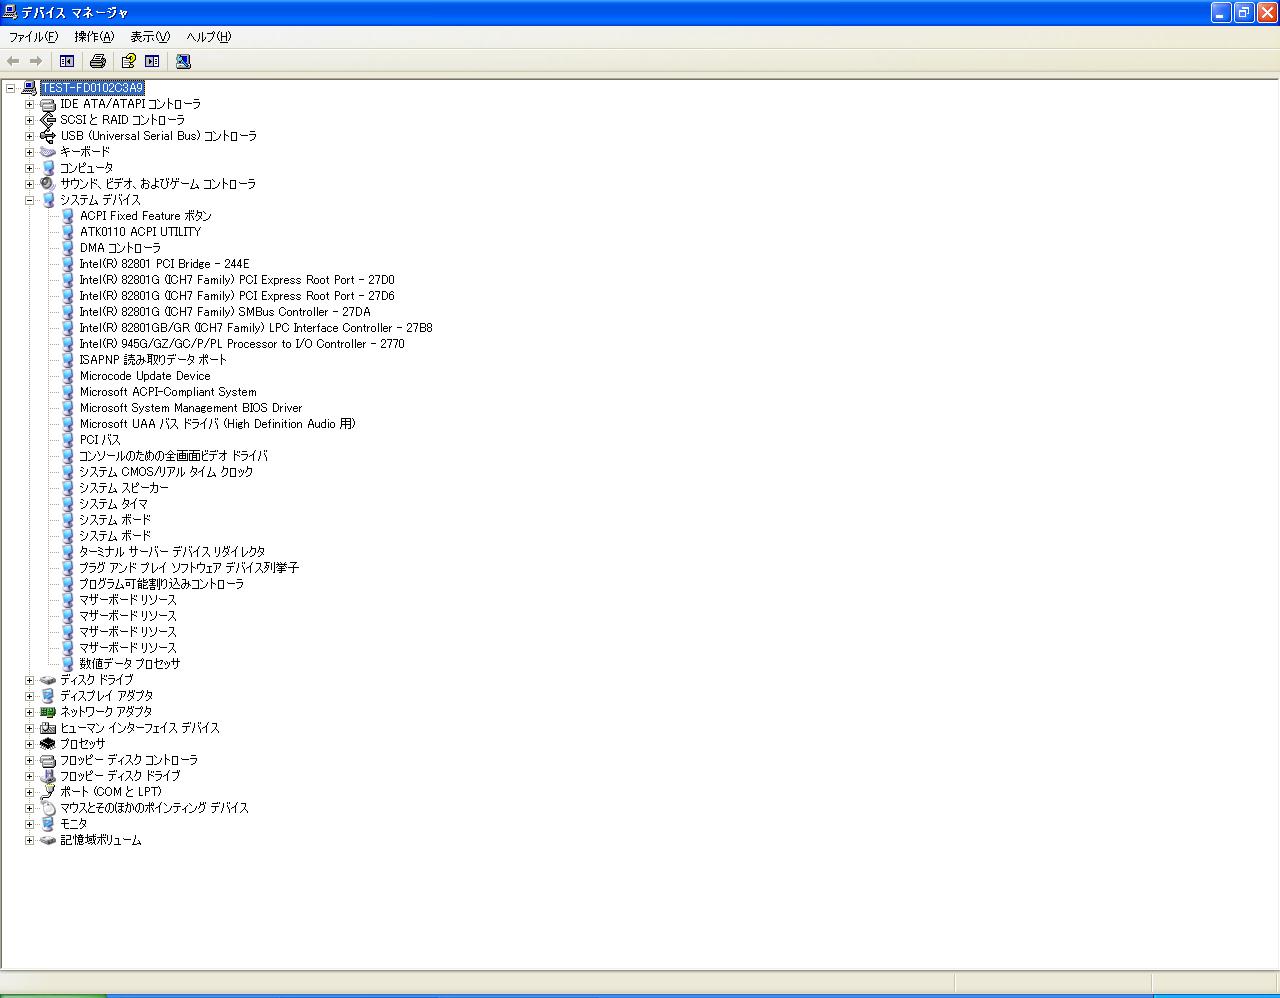 デバイス マネージャ
ファイル(F) 操作(A) 表示(V) ヘルプ(H)
TEST-FD0102C3A9
IDE ATA/ATAPI コントローラ
SCSI と RAID コントローラ
USB (Universal Serial Bus) コントローラ
キーボード
コンピュータ
サウンド、ビデオ、およびゲーム コントローラ
システム デバイス
ACPI Fixed Feature ボタン
ATK0110 ACPI UTILITY
DMA コントローラ
Intel(R) 82801 PCI Bridge - 244E
Intel(R) 82801G (ICH7 Family) PCI Express Root Port - 27D0
Intel(R) 82801G (ICH7 Family) PCI Express Root Port - 27D6
Intel(R) 82801G (ICH7 Family) SMBus Controller - 27DA
Intel(R) 82801GB/GR (ICH7 Family) LPC Interface Controller - 27B8
Intel(R) 945G/GZ/GC/P/PL Processor to I/O Controller - 2770
ISAPNP 読み取りデータ ポート
Microcode Update Device
Microsoft ACPI-Compliant System
Microsoft System Management BIOS Driver
Microsoft UAA バス ドライバ (High Definition Audio 用)
PCI バス
コンソールのための全画面ビデオ ドライバ
システム CMOS/リアル タイム クロック
システム スピーカー
システム タイマ
システム ボード
システム ボード
ターミナル サーバー デバイス リダイレクタ
プラグ アンド プレイ ソフトウェア デバイス列挙子
プログラム可能割り込みコントローラ
マザーボード リソース
マザーボード リソース
マザーボード リソース
マザーボード リソース
数値データ プロセッサ
ディスク ドライブ
ディスプレイ アダプタ
ネットワーク アダプタ
ヒューマン インターフェイス デバイス
プロセッサ
フロッピー ディスク コントローラ
フロッピー ディスク ドライブ
ポート (COM と LPT)
マウスとそのほかのポインティング デバイス
モニタ
記憶域ボリューム